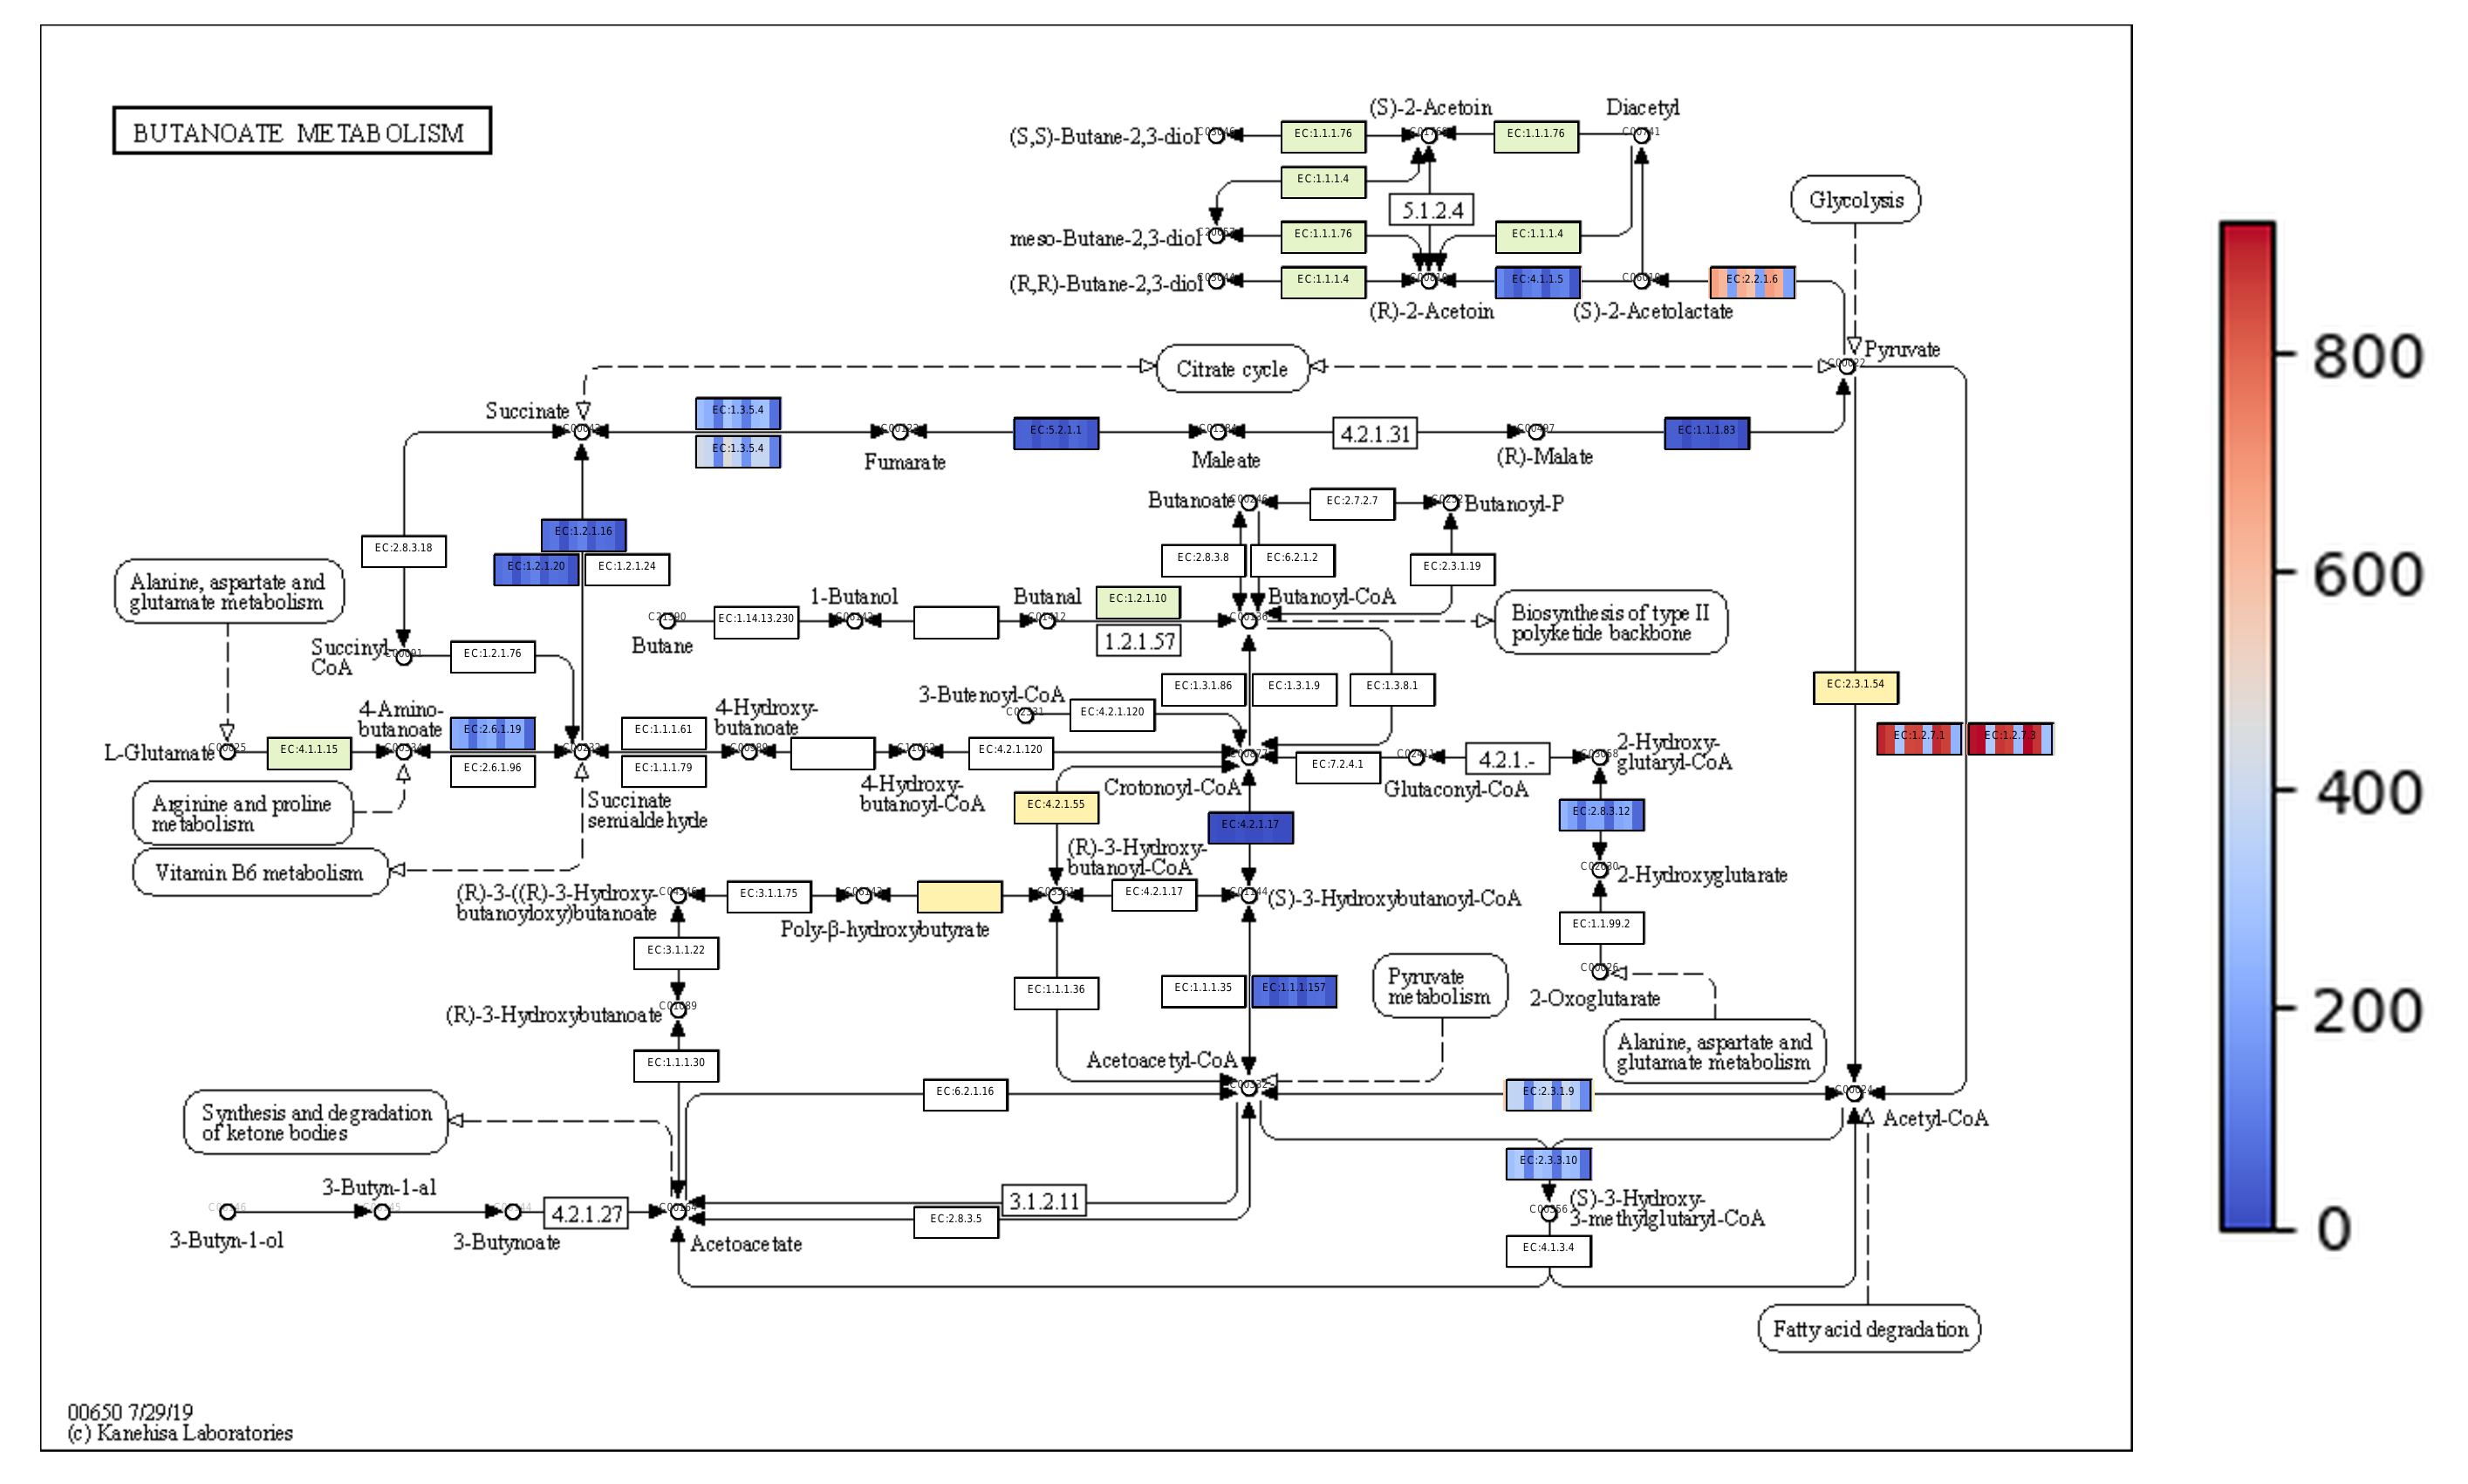 BUTANOATE METABOLISM
(S)-2-Acetoin
Diacetyl
(S,S)-Butane-2,3-diol
EC:1.1.1.76
EC:1.1.1.76
EC:1.1.1.4
5.1.2.4
Glycolysis
meso-Butane-2,3-diol
EC:1.1.1.76
EC:1.1.1.4
(R,R)-Butane-2,3-diol
EC:1.1.1.4
EC:4.1.1.5
EC:2.2.1.6
(R)-2-Acetoin
(S)-2-Acetolactate
800
Pyruvate
Citrate cycle
Succinate
EC:1.3.5.4
EC:5.2.1.1
4.2.1.31
EC:1.1.1.83
EC:1.3.5.4
Fumarate
Maleate
(R)-Malate
Butanoate
EC:2.7.2.7
Butanoyl-P
EC:1.2.1.16
EC:2.8.3.18
EC:1.2.1.20
EC:1.2.1.24
EC:2.8.3.8
EC:6.2.1.2
EC:2.3.1.19
600
Alanine, aspartate and
glutamate metabolism
1-Butanol
Butanal
EC:1.2.1.10
Butanoyl-CoA
Biosynthesis of type II
polyketide backbone
EC:1.14.13.230
Butane
1.2.1.57
Succinyl-
CoA
EC:1.2.1.76
3-Butenoyl-CoA
EC:1.3.1.86
EC:1.3.1.9
EC:1.3.8.1
EC:2.3.1.54
EC:4.2.1.120
4-Amino-
butanoate
EC:2.6.1.19
EC:1.1.1.61
4-Hydroxy-
butanoate
2-Hydroxy-
glutaryl-CoA
EC:1.2.7.1
EC:1.2.7.3
L-Glutamate
EC:4.1.1.15
EC:4.2.1.120
EC:7.2.4.1
4.2.1.-
EC:2.6.1.96
EC:1.1.1.79
4-Hydroxy-
butanoyl-CoA
Crotonoyl-CoA
Glutaconyl-CoA
400
Arginine and proline
metabolism
Succinate
semialdehyde
EC:4.2.1.55
EC:4.2.1.17
EC:2.8.3.12
Vitamin B6 metabolism
(R)-3-Hydroxy-
butanoyl-CoA
2-Hydroxyglutarate
(R)-3-((R)-3-Hydroxy-
butanoyloxy)butanoate
EC:3.1.1.75
EC:4.2.1.17
(S)-3-Hydroxybutanoyl-CoA
Poly-β-hydroxybutyrate
EC:1.1.99.2
EC:3.1.1.22
EC:1.1.1.36
EC:1.1.1.35
EC:1.1.1.157
Pyruvate
metabolism
2-Oxoglutarate
200
(R)-3-Hydroxybutanoate
Alanine, aspartate and
glutamate metabolism
EC:1.1.1.30
Acetoacetyl-CoA
EC:6.2.1.16
EC:2.3.1.9
Acetyl-CoA
Synthesis and degradation
of ketone bodies
EC:2.3.3.10
3-Butyn-1-al
3.1.2.11
(S)-3-Hydroxy-
3-methylglutaryl-CoA
4.2.1.27
EC:2.8.3.5
3-Butyn-1-ol
3-Butynoate
Acetoacetate
EC:4.1.3.4
0
Fatty acid degradation
00650 7/29/19
(c) Kanehisa Laboratories